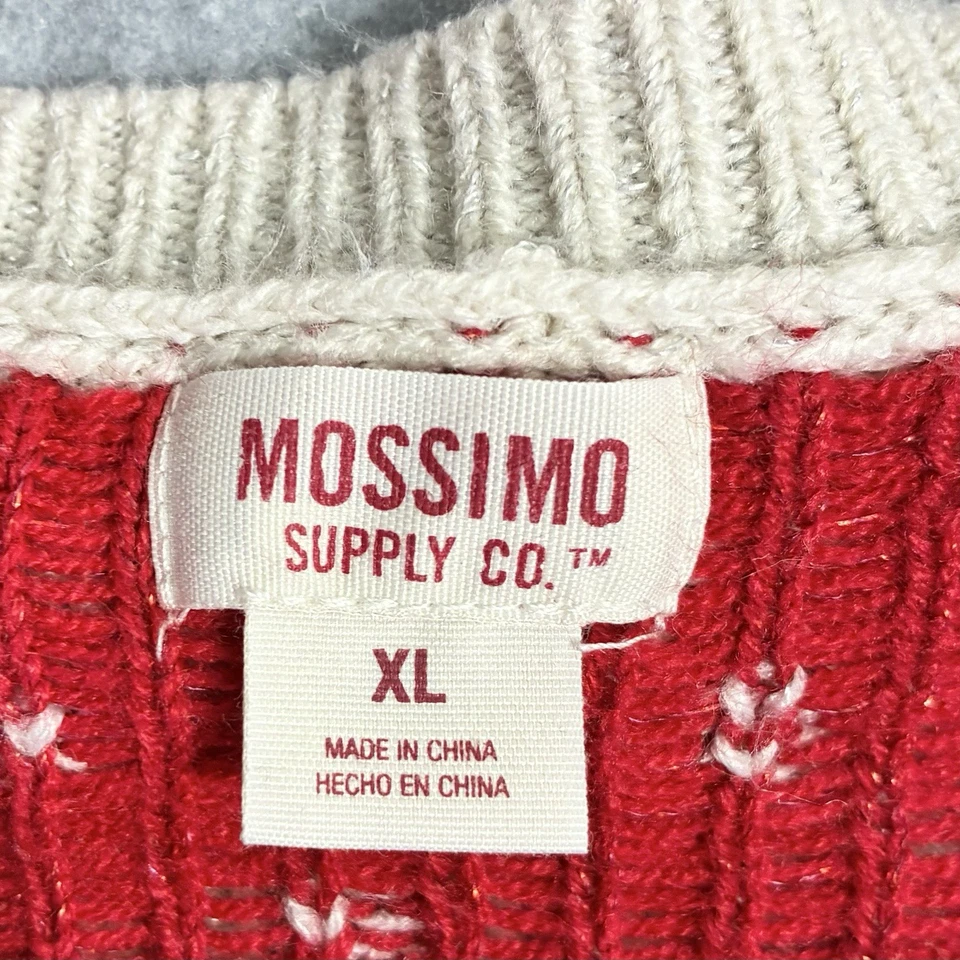 MOSSIMO
SUPPLY CO.™
XL
MADE IN CHINA
HECHO EN CHINA